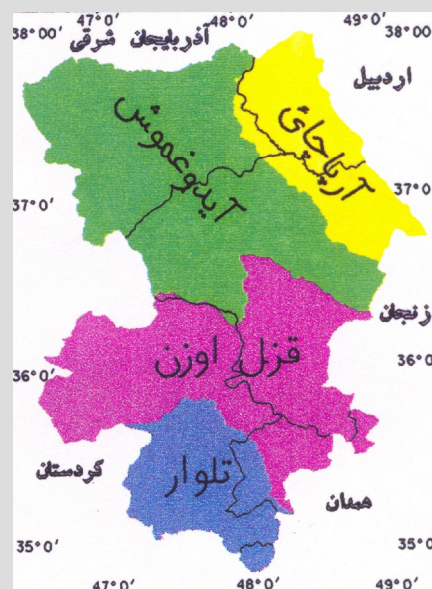 47°0' 48°0' 49°0'
38°00' آذربایجان شرقی 38°00'
اردبیل
آرپاچای
آیدوغموش
37°0' 37°0'
زنجان
36°0' قزل اوزن 36°0'
تلوار
کردستان
همدان
35°0' 35°0'
47°0' 48°0' 49°0'